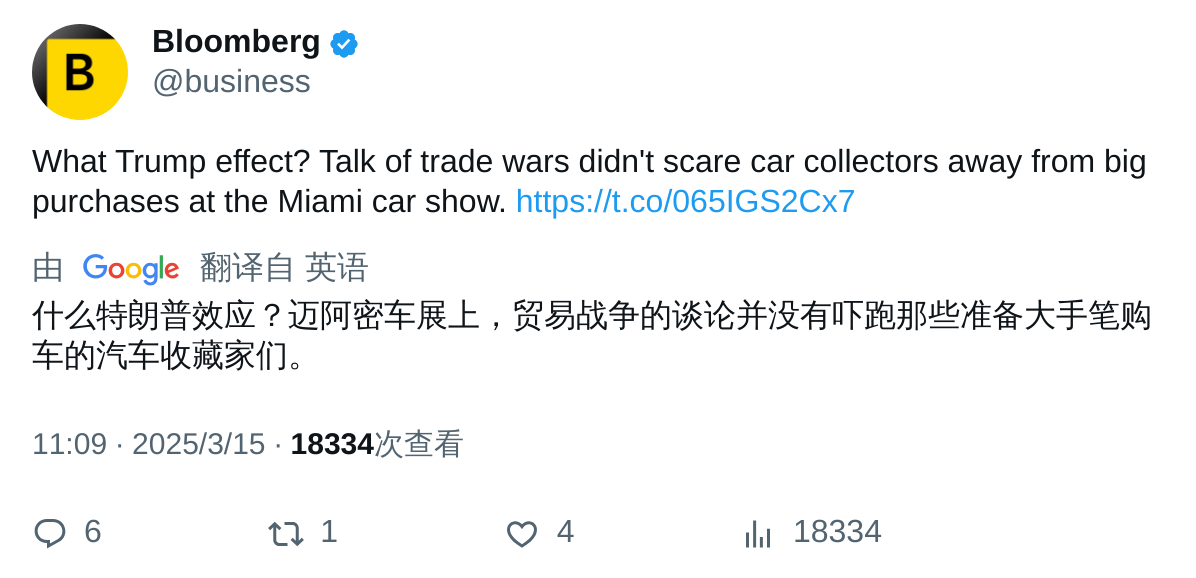 B
Bloomberg
@business
What Trump effect? Talk of trade wars didn't scare car collectors away from big
purchases at the Miami car show. https://t.co/065IGS2Cx7
由 Google 翻译自 英语
什么特朗普效应？迈阿密车展上，贸易战争的谈论并没有吓跑那些准备大手笔购
车的汽车收藏家们。
11:09 · 2025/3/15 · 18334次查看
6 1 4 18334